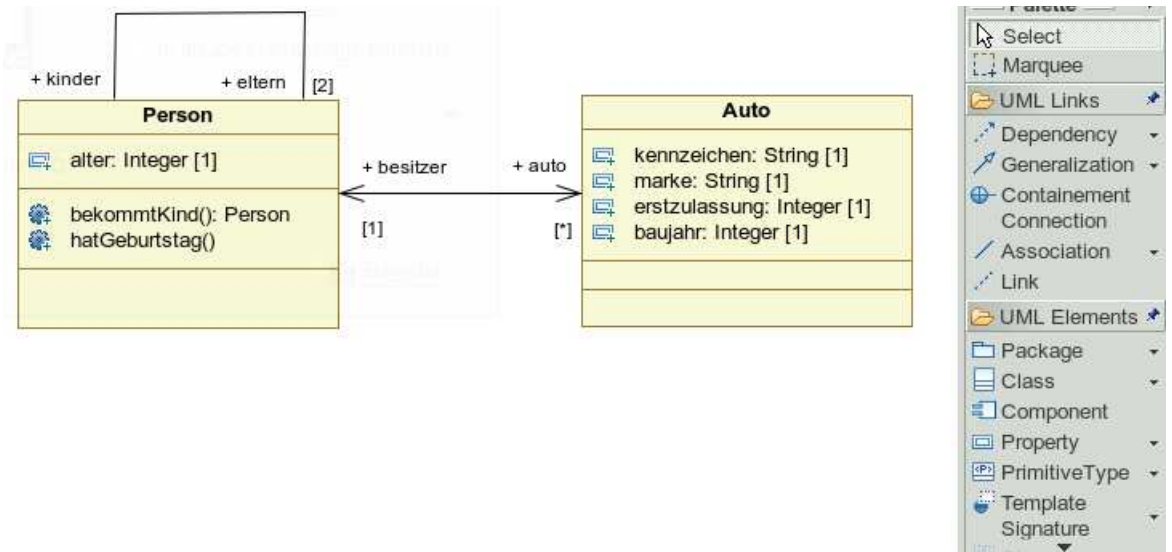 + kinder
+ eltern
[2]
Person
alter: Integer [1]
bekommtKind(): Person
hatGeburtstag()
+ besitzer
+ auto
[1]
[*]
Auto
kennzeichen: String [1]
marke: String [1]
erstzulassung: Integer [1]
baujahr: Integer [1]
Palette
Select
Marquee
UML Links
Dependency
Generalization
Containement
Connection
Association
Link
UML Elements
Package
Class
Component
Property
<P> PrimitiveType
Template
Signature